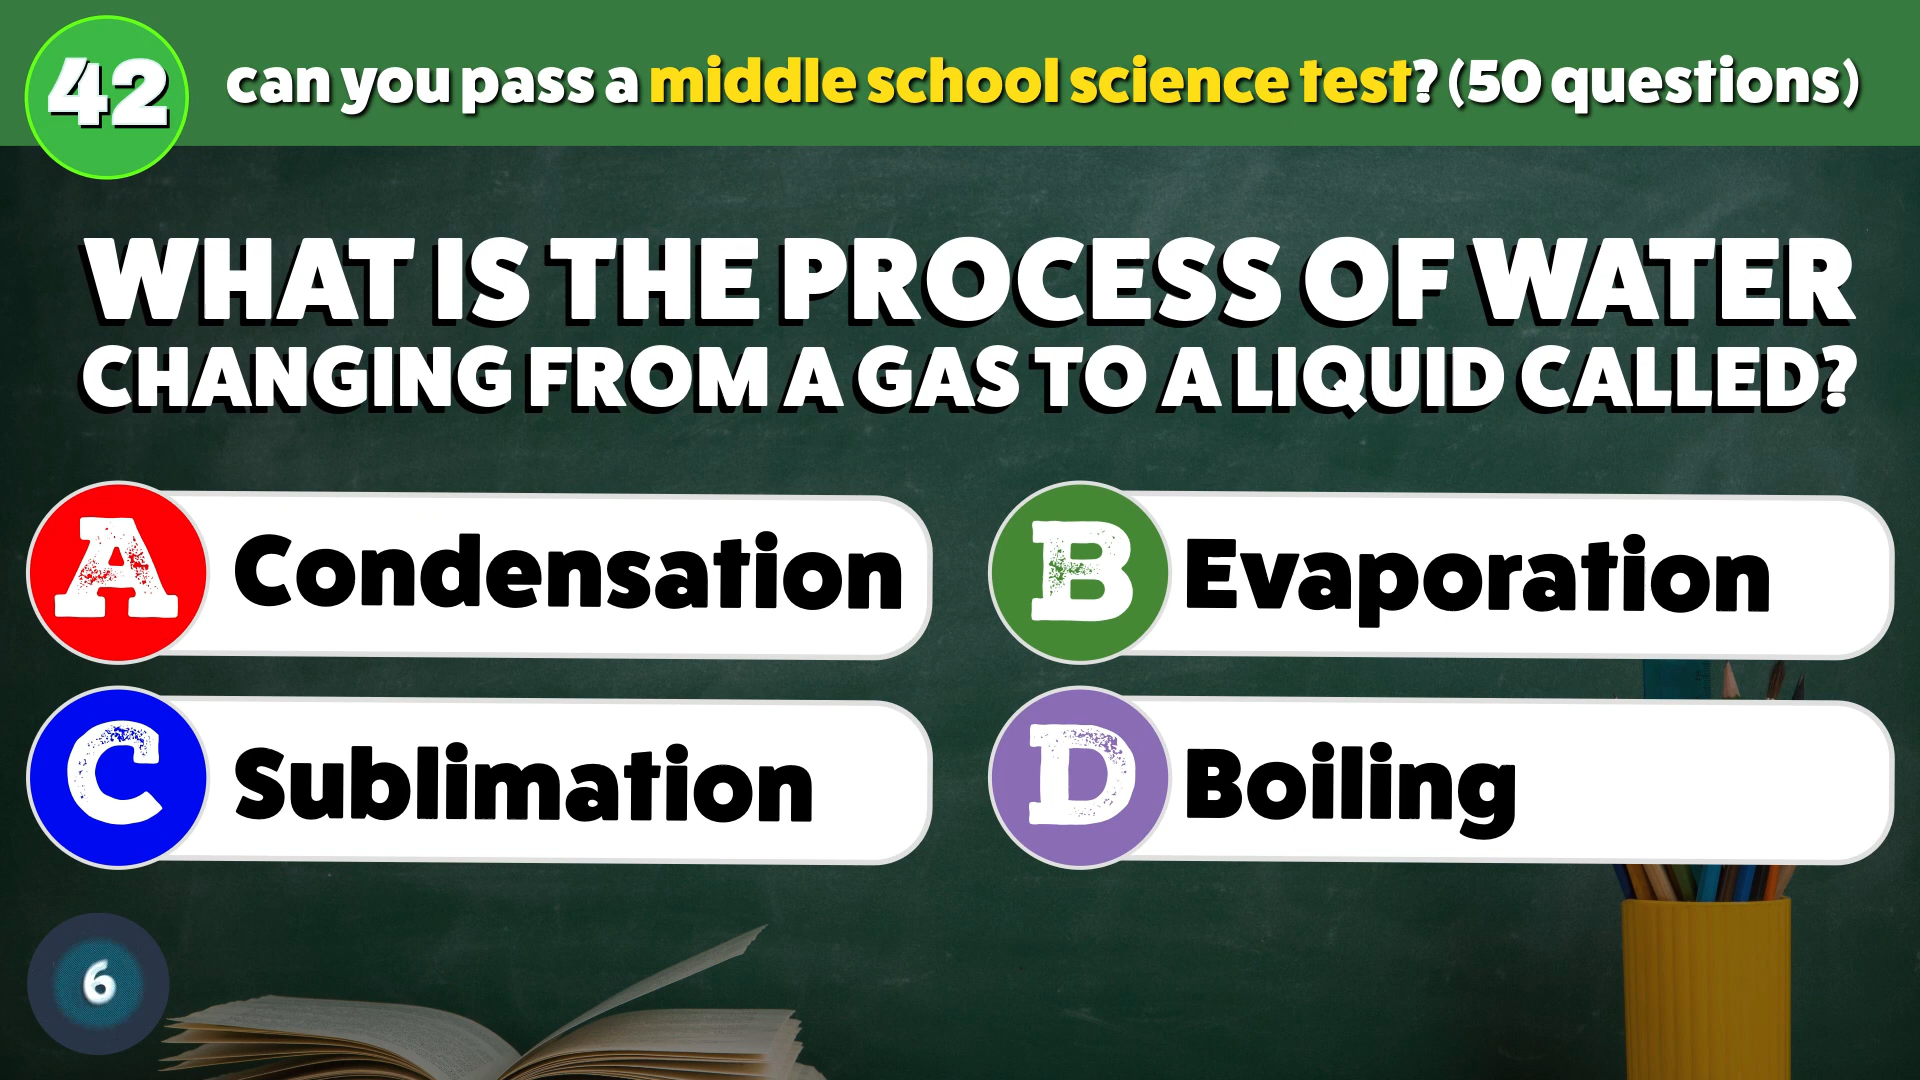 42
can you pass a middle school science test? (50 questions)
WHAT IS THE PROCESS OF WATER
CHANGING FROM A GAS TO A LIQUID CALLED?
A Condensation
B Evaporation
C Sublimation
D Boiling
6